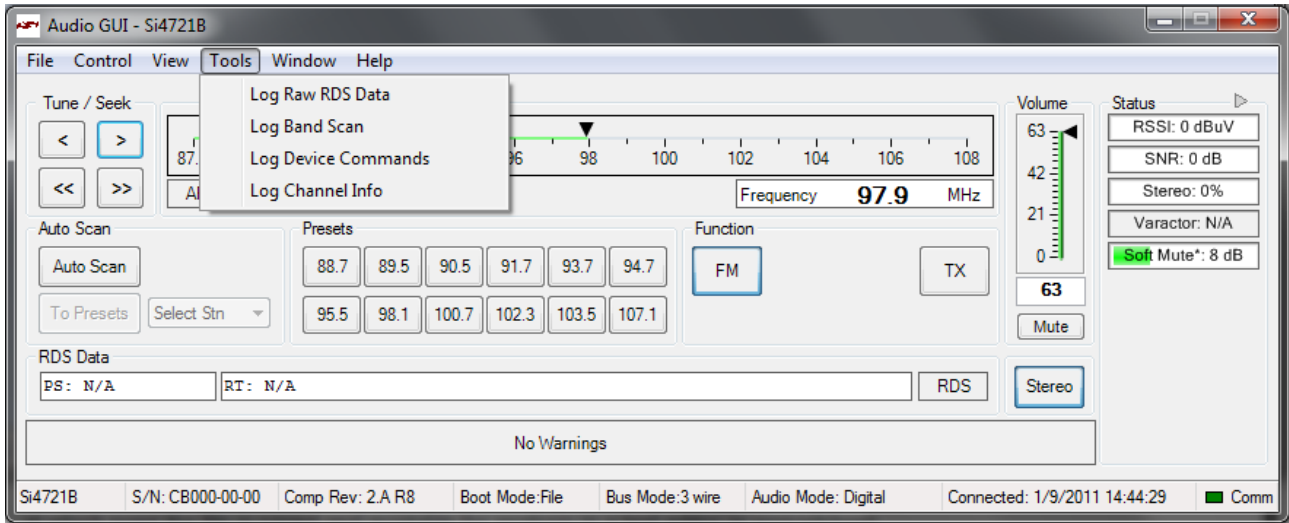 Audio GUI - Si4721B
File Control View Tools Window Help
Log Raw RDS Data
Log Band Scan
Log Device Commands
Log Channel Info
Tune / Seek
< >
<< >>
87. 96 98 100 102 104 106 108
Frequency 97.9 MHz
Volume
63
42
21
0
63
Mute
Status
RSSI: 0 dBuV
SNR: 0 dB
Stereo: 0%
Varactor: N/A
Soft Mute*: 8 dB
Auto Scan
Auto Scan
To Presets Select Stn
Presets
88.7 89.5 90.5 91.7 93.7 94.7
95.5 98.1 100.7 102.3 103.5 107.1
Function
FM TX
RDS Data
PS: N/A RT: N/A RDS
Stereo
No Warnings
Si4721B S/N: CB000-00-00 Comp Rev: 2.A R8 Boot Mode:File Bus Mode:3 wire Audio Mode: Digital Connected: 1/9/2011 14:44:29 Comm